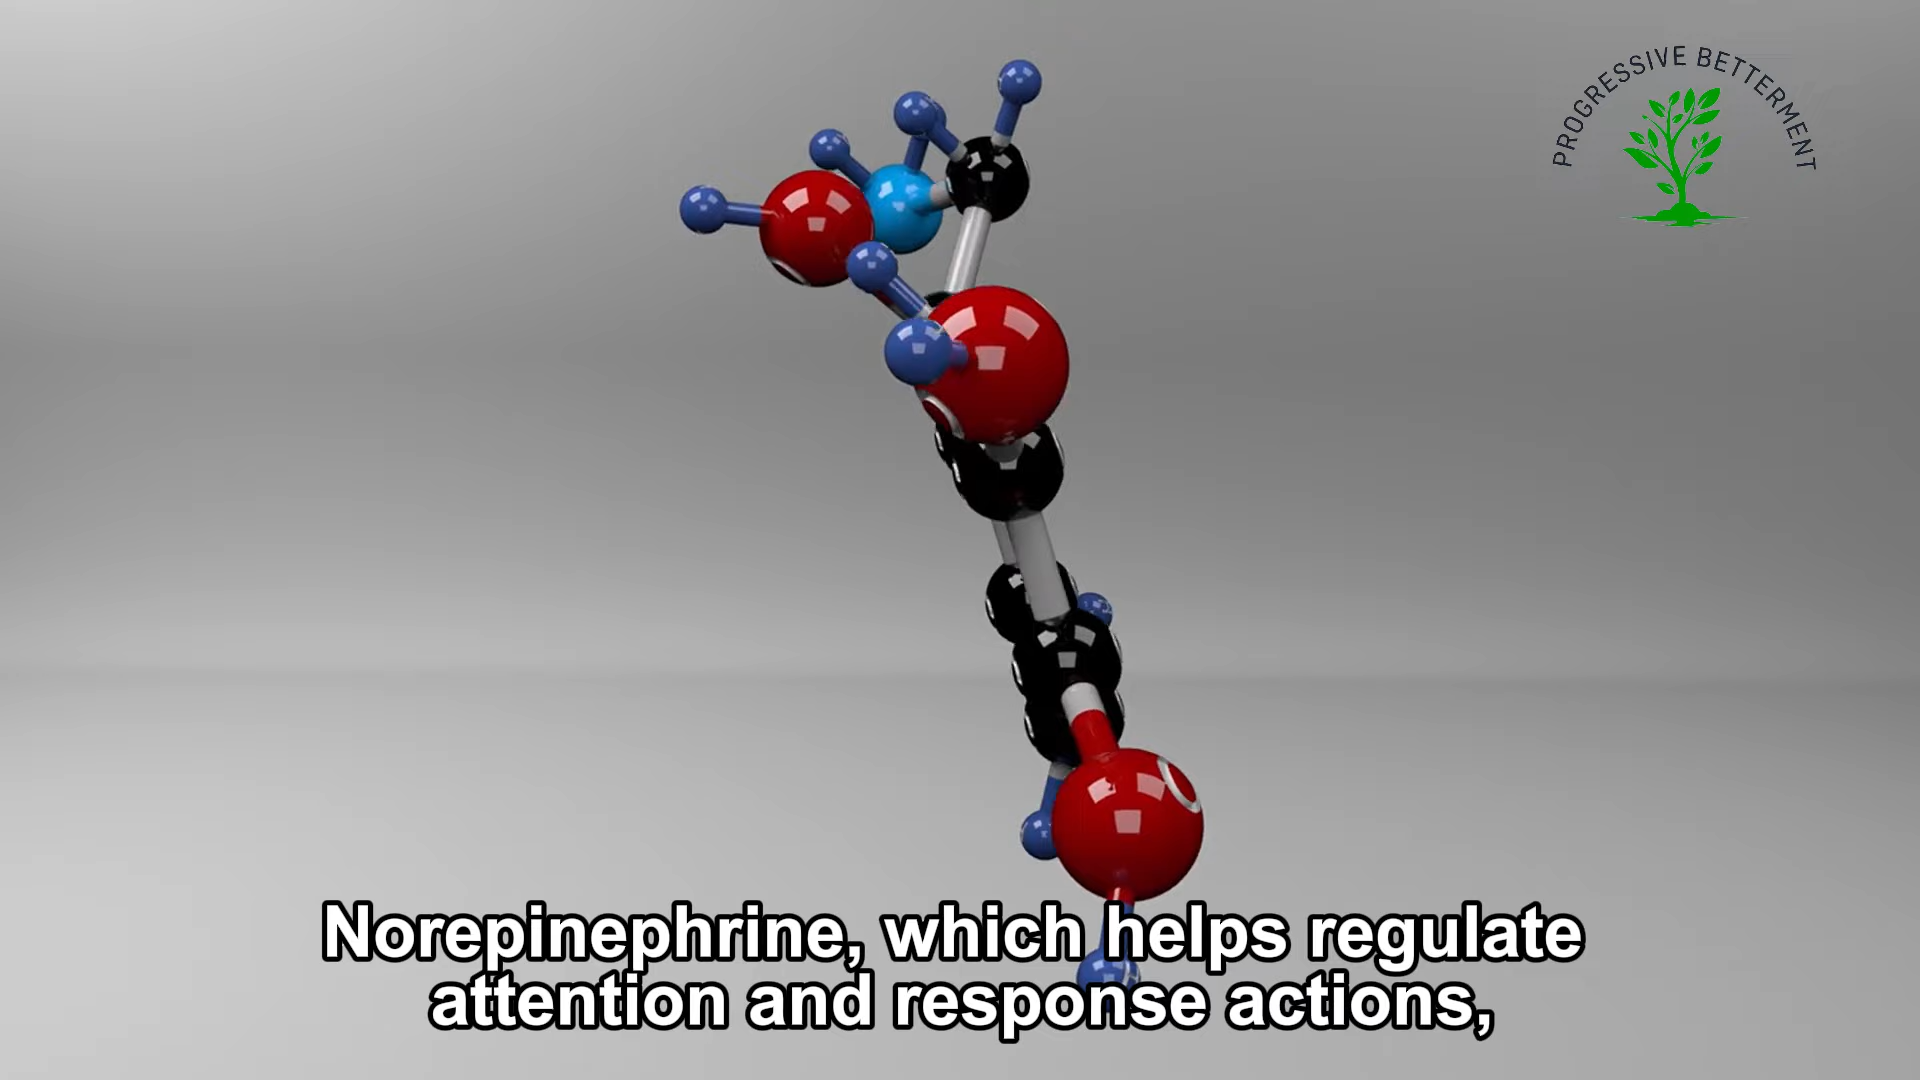 PROGRESSIVE BETTERMENT
Norepinephrine, which helps regulate
attention and response actions,